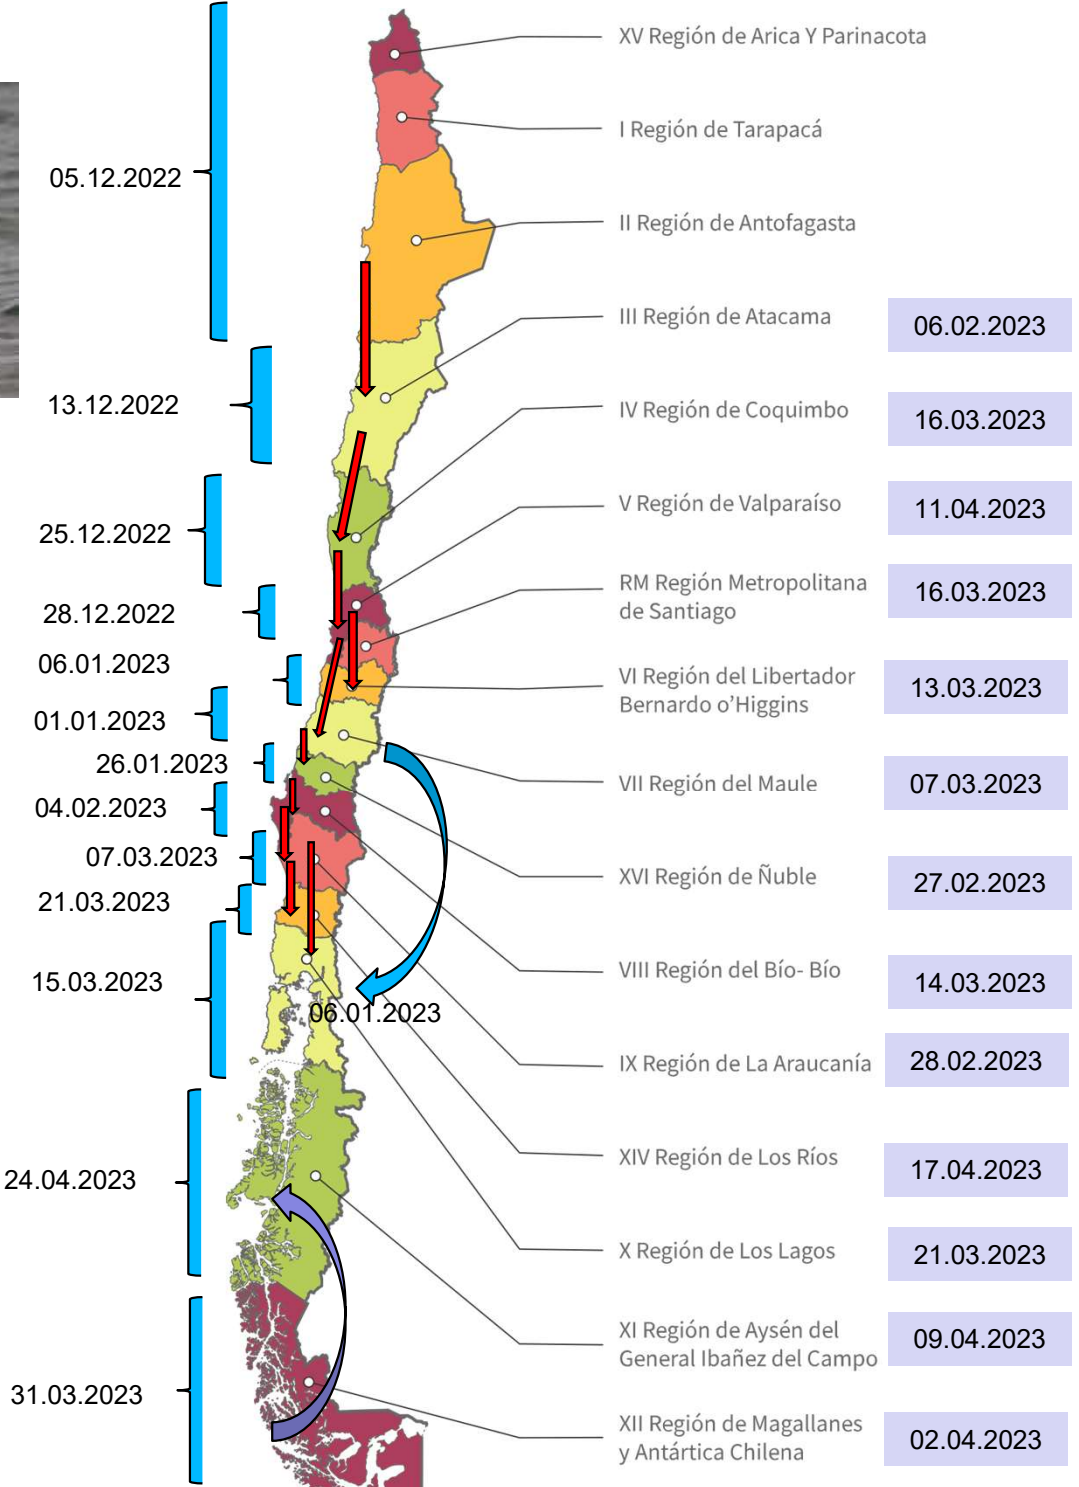 XV Región de Arica Y Parinacota
I Región de Tarapacá
05.12.2022
II Región de Antofagasta
III Región de Atacama
06.02.2023
13.12.2022
IV Región de Coquimbo
16.03.2023
V Región de Valparaíso
11.04.2023
25.12.2022
RM Región Metropolitana
de Santiago
16.03.2023
28.12.2022
06.01.2023
VI Región del Libertador
Bernardo o'Higgins
13.03.2023
01.01.2023
26.01.2023
VII Región del Maule
07.03.2023
04.02.2023
07.03.2023
XVI Región de Ñuble
27.02.2023
21.03.2023
15.03.2023
VIII Región del Bío- Bío
14.03.2023
06.01.2023
IX Región de La Araucanía
28.02.2023
XIV Región de Los Ríos
17.04.2023
24.04.2023
X Región de Los Lagos
21.03.2023
XI Región de Aysén del
General Ibañez del Campo
09.04.2023
31.03.2023
XII Región de Magallanes
y Antártica Chilena
02.04.2023